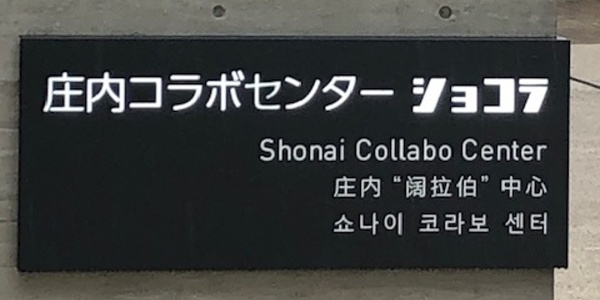 庄内コラボセンター ショコラ
Shonai Collabo Center
庄内 “阔拉伯” 中心
쇼나이 코라보 센터